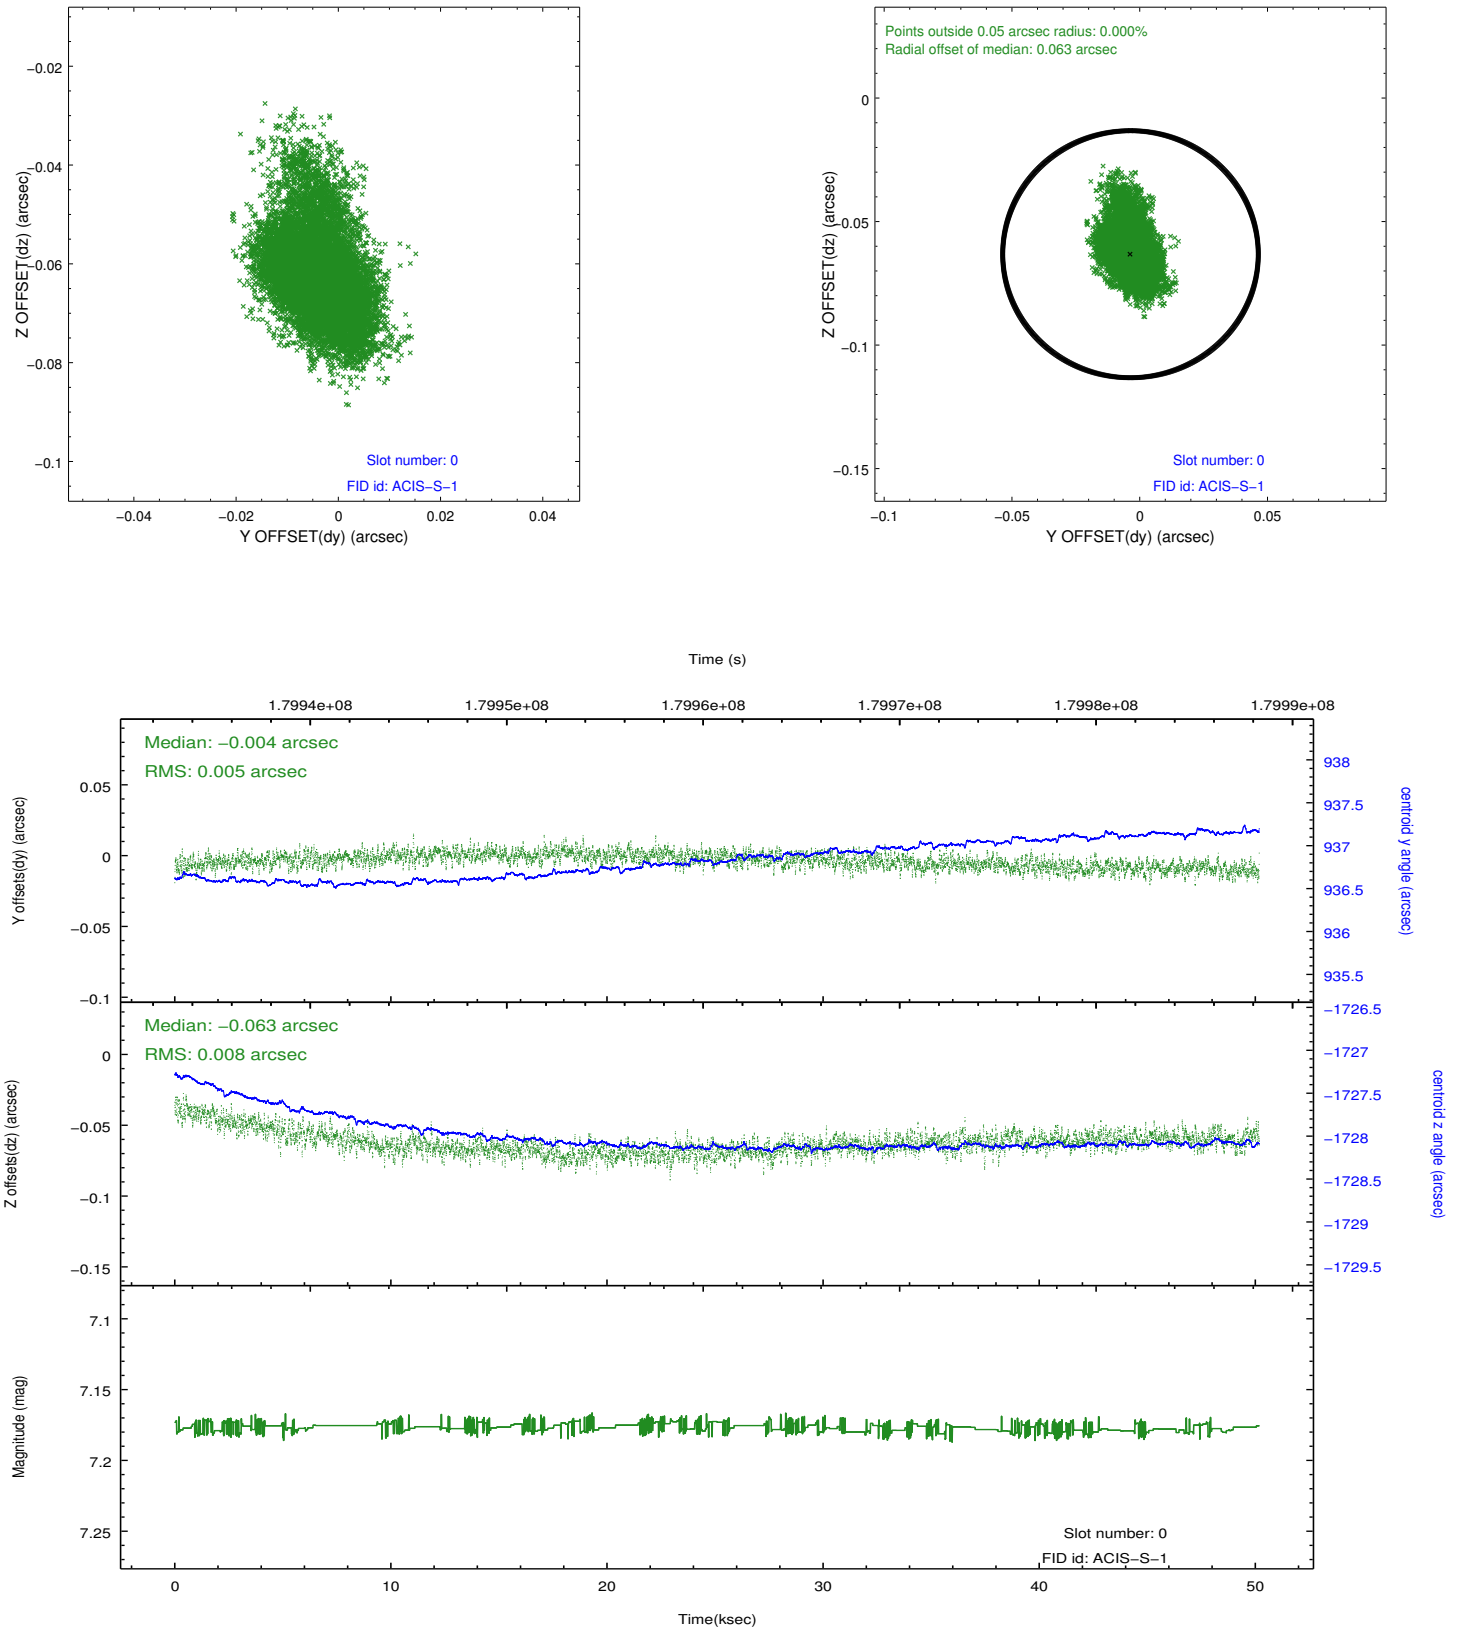 −0.02
−0.04
−0.06
−0.08
−0.1
Z OFFSET(dz) (arcsec)
Slot number: 0
FID id: ACIS−S−1
−0.04
−0.02
0
0.02
0.04
Y OFFSET(dy) (arcsec)
Points outside 0.05 arcsec radius: 0.000%
Radial offset of median: 0.063 arcsec
0
−0.05
−0.1
−0.15
Z OFFSET(dz) (arcsec)
Slot number: 0
FID id: ACIS−S−1
−0.1
−0.05
0
0.05
Y OFFSET(dy) (arcsec)
Time (s)
1.7994e+08
1.7995e+08
1.7996e+08
1.7997e+08
1.7998e+08
1.7999e+08
Median: −0.004 arcsec
RMS: 0.005 arcsec
0.05
0
−0.05
−0.1
Y offsets(dy) (arcsec)
938
937.5
937
936.5
936
935.5
centroid y angle (arcsec)
Median: −0.063 arcsec
RMS: 0.008 arcsec
0
−0.05
−0.1
−0.15
Z offsets(dz) (arcsec)
−1726.5
−1727
−1727.5
−1728
−1728.5
−1729
−1729.5
centroid z angle (arcsec)
7.1
7.15
7.2
7.25
Magnitude (mag)
Slot number: 0
FID id: ACIS−S−1
0
10
20
30
40
50
Time(ksec)